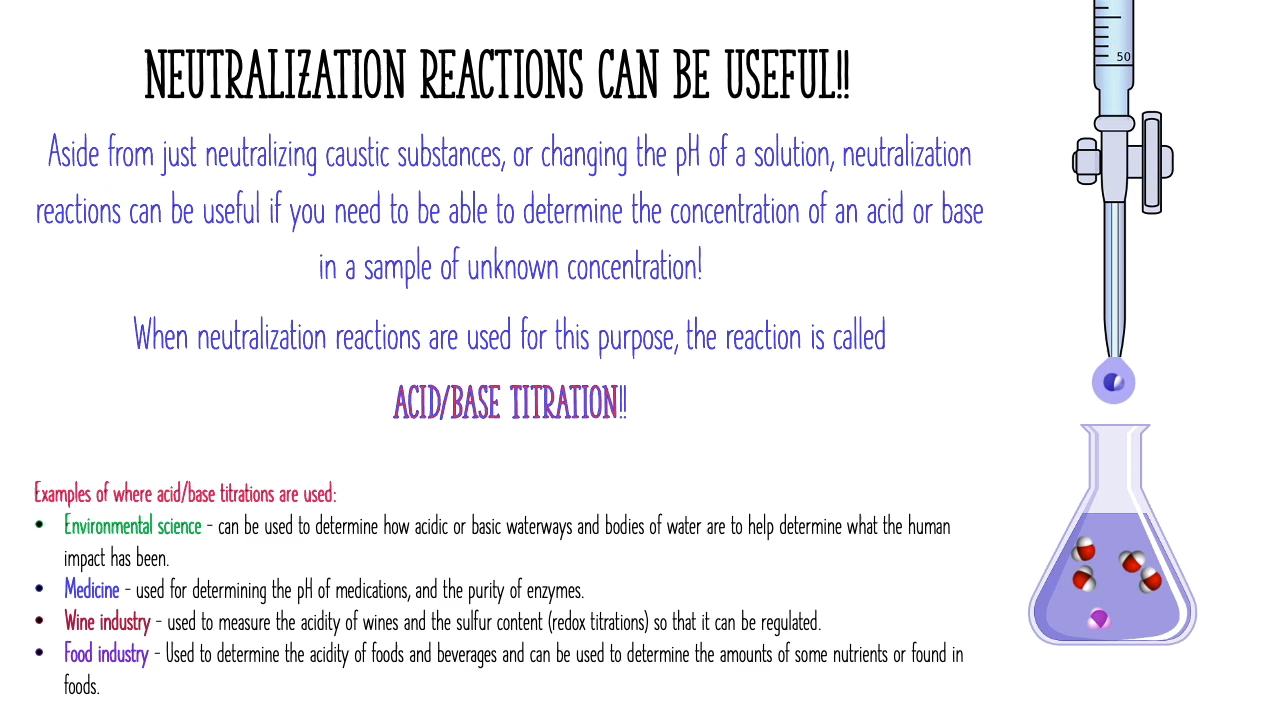 NEUTRALIZATION REACTIONS CAN BE USEFUL!!
Aside from just neutralizing caustic substances, or changing the pH of a solution, neutralization
reactions can be useful if you need to be able to determine the concentration of an acid or base
in a sample of unknown concentration!
When neutralization reactions are used for this purpose, the reaction is called
ACID/BASE TITRATION!!
Examples of where acid/base titrations are used:
• Environmental science - can be used to determine how acidic or basic waterways and bodies of water are to help determine what the human
impact has been.
• Medicine - used for determining the pH of medications, and the purity of enzymes.
• Wine industry - used to measure the acidity of wines and the sulfur content (redox titrations) so that it can be regulated.
• Food industry - Used to determine the acidity of foods and beverages and can be used to determine the amounts of some nutrients or found in
foods.
50